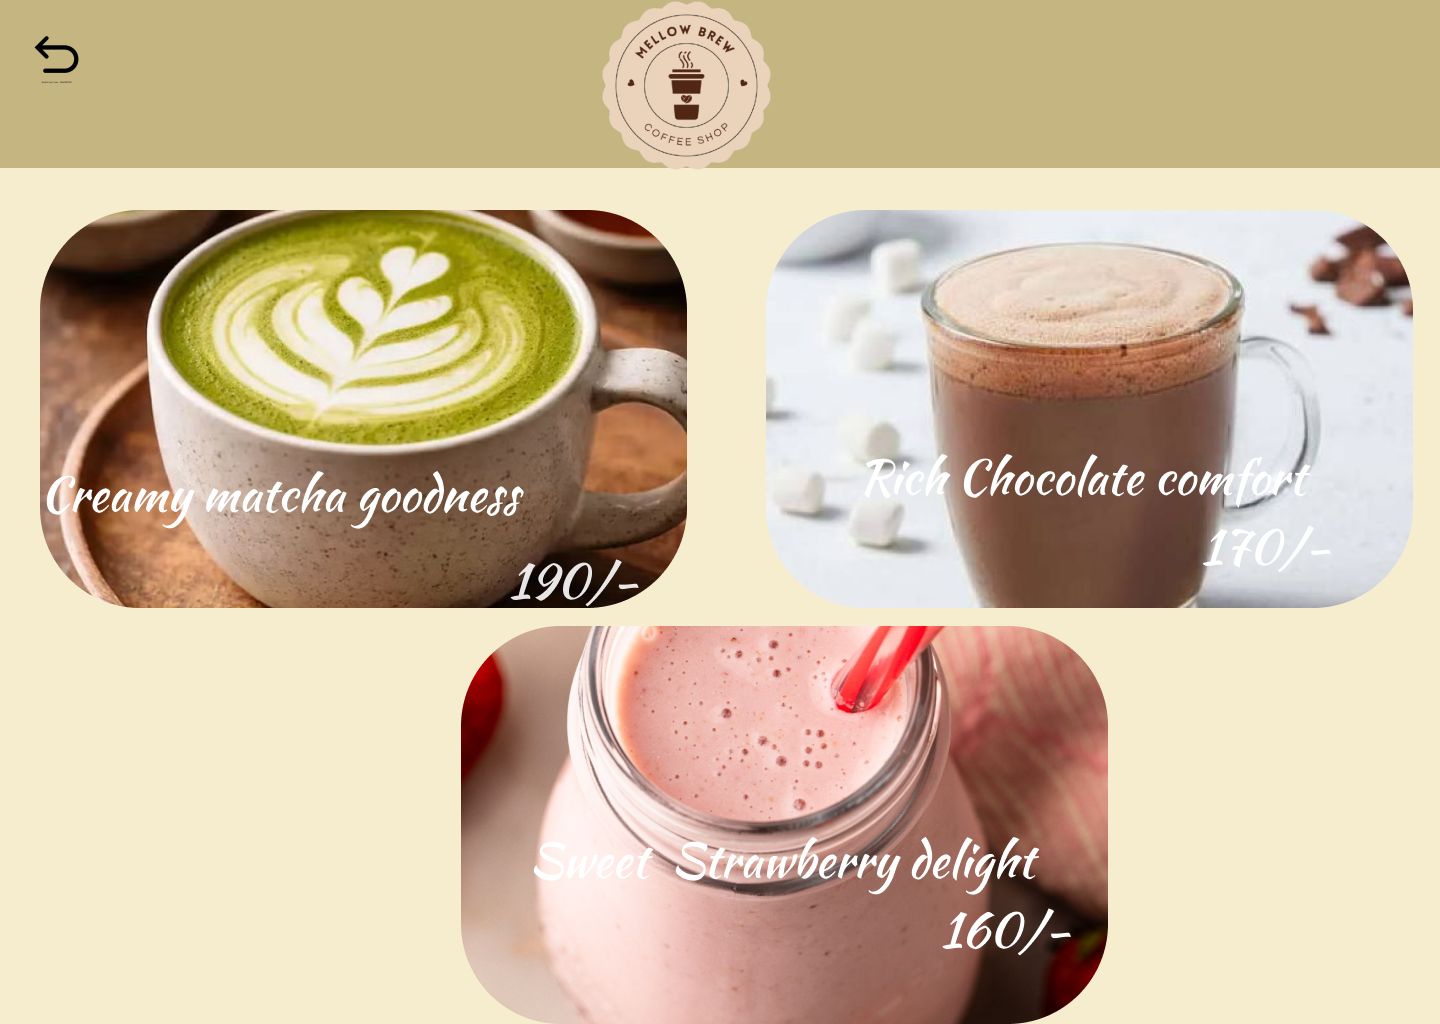 MELLOW BREW
COFFEE SHOP
Creamy matcha goodness
190/-
Rich Chocolate comfort
170/-
Sweet Strawberry delight
160/-